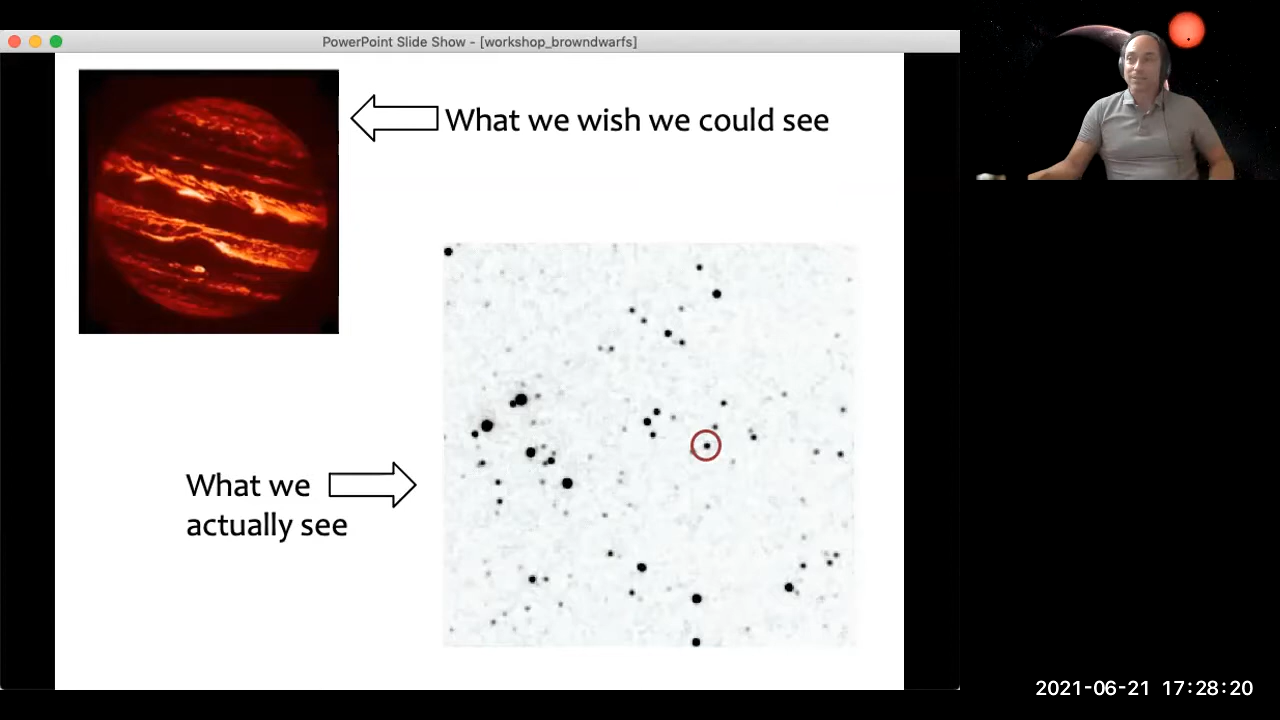 PowerPoint Slide Show - [workshop_browndwarfs]
What we wish we could see
What we
actually see
2021-06-21 17:28:20